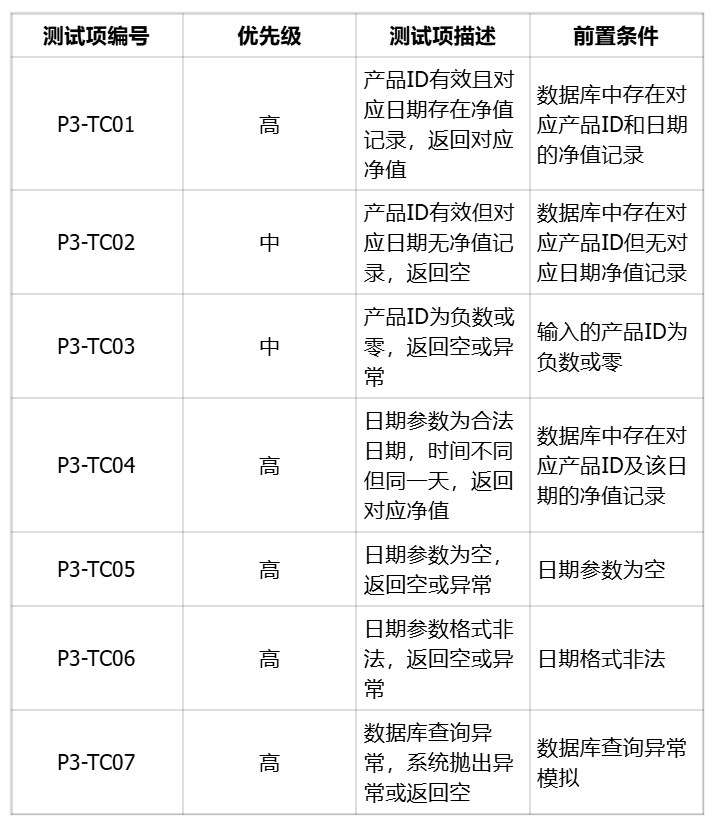 测试项编号 优先级 测试项描述 前置条件
P3-TC01
高
产品ID有效且对
应日期存在净值
记录，返回对应
净值
数据库中存在对
应产品ID和日期
的净值记录
P3-TC02
中
产品ID有效但对
应日期无净值记
录，返回空
数据库中存在对
应产品ID但无对
应日期净值记录
P3-TC03
中
产品ID为负数或
零，返回空或异
常
输入的产品ID为
负数或零
P3-TC04
高
日期参数为合法
日期，时间不同
但同一天，返回
对应净值
数据库中存在对
应产品ID及该日
期的净值记录
P3-TC05
高
日期参数为空，
返回空或异常
日期参数为空
P3-TC06
高
日期参数格式非
法，返回空或异
常
日期格式非法
P3-TC07
高
数据库查询异
常，系统抛出异
常或返回空
数据库查询异常
模拟